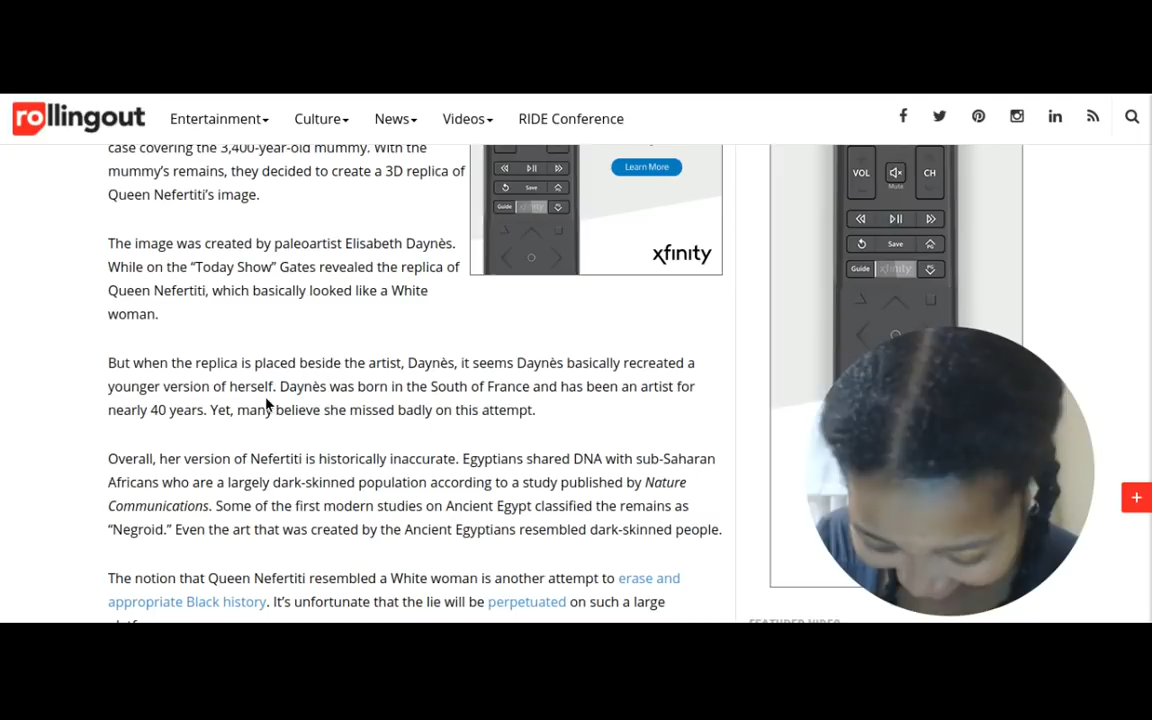 rollingout
Entertainment
Culture
News
Videos
RIDE Conference
case covering the 3,400-year-old mummy. With the
mummy's remains, they decided to create a 3D replica of
Queen Nefertiti's image.
The image was created by paleoartist Elisabeth Daynès.
While on the “Today Show” Gates revealed the replica of
Queen Nefertiti, which basically looked like a White
woman.
But when the replica is placed beside the artist, Daynès, it seems Daynès basically recreated a
younger version of herself. Daynès was born in the South of France and has been an artist for
nearly 40 years. Yet, many believe she missed badly on this attempt.
Overall, her version of Nefertiti is historically inaccurate. Egyptians shared DNA with sub-Saharan
Africans who are a largely dark-skinned population according to a study published by Nature
Communications. Some of the first modern studies on Ancient Egypt classified the remains as
“Negroid.” Even the art that was created by the Ancient Egyptians resembled dark-skinned people.
The notion that Queen Nefertiti resembled a White woman is another attempt to erase and
appropriate Black history. It's unfortunate that the lie will be perpetuated on such a large
Learn More
Save
Guide
xfinity
VOL
Mute
CH
Save
Guide
xfinity
FEATURED VIDEO